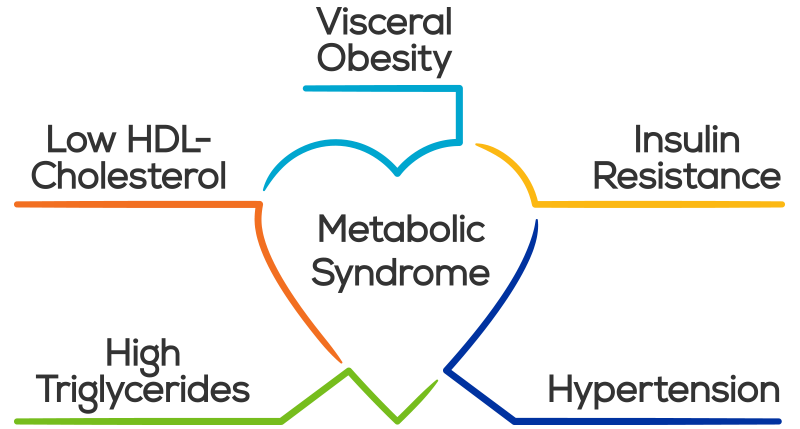 Visceral
Obesity
Low HDL-
Cholesterol
Insulin
Resistance
Metabolic
Syndrome
High
Triglycerides
Hypertension